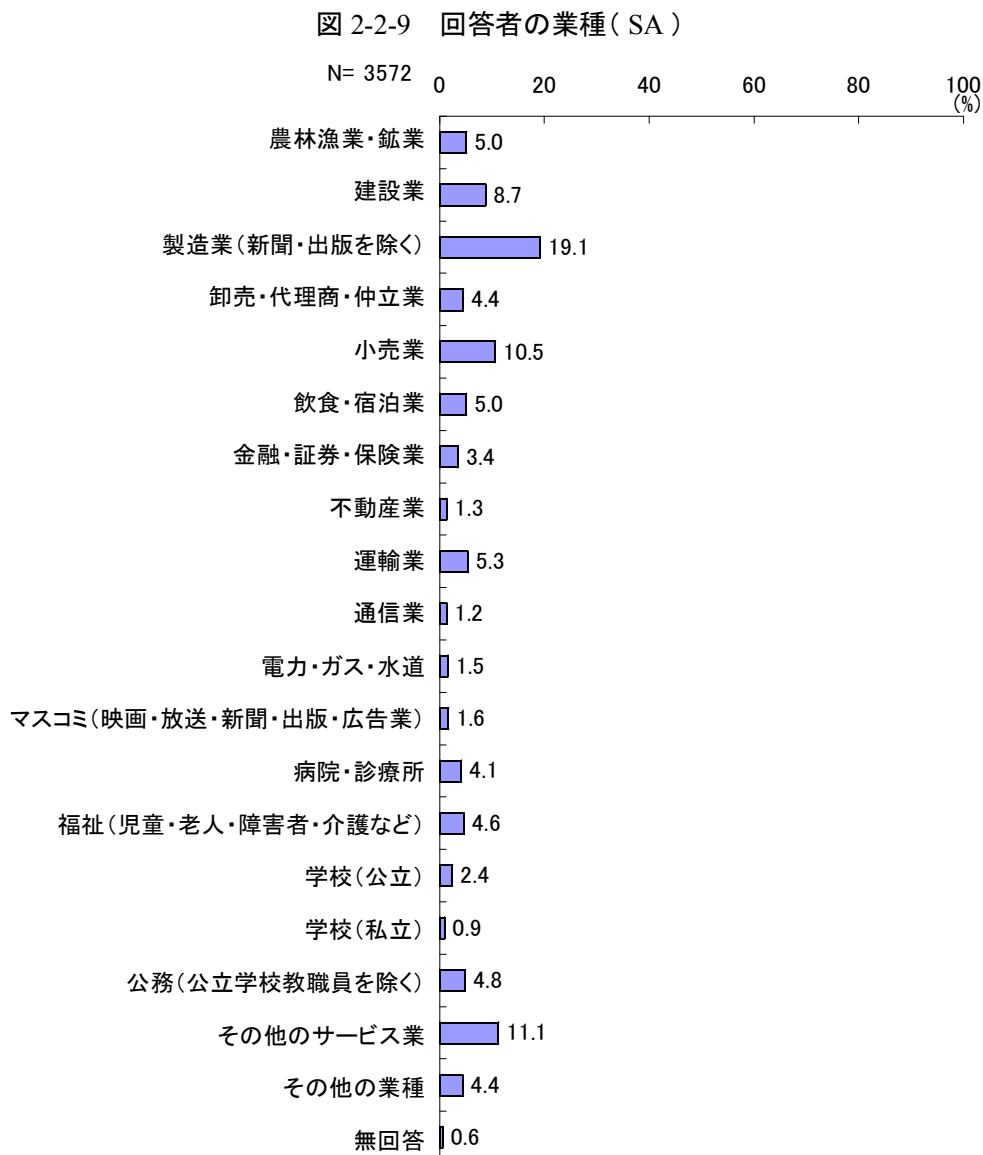 図 2-2-9　回答者の業種( SA )
N= 3572
0 20 40 60 80 100
(%)
農林漁業・鉱業 5.0
建設業 8.7
製造業(新聞・出版を除く) 19.1
卸売・代理商・仲立業 4.4
小売業 10.5
飲食・宿泊業 5.0
金融・証券・保険業 3.4
不動産業 1.3
運輸業 5.3
通信業 1.2
電力・ガス・水道 1.5
マスコミ(映画・放送・新聞・出版・広告業) 1.6
病院・診療所 4.1
福祉(児童・老人・障害者・介護など) 4.6
学校(公立) 2.4
学校(私立) 0.9
公務(公立学校教職員を除く) 4.8
その他のサービス業 11.1
その他の業種 4.4
無回答 0.6